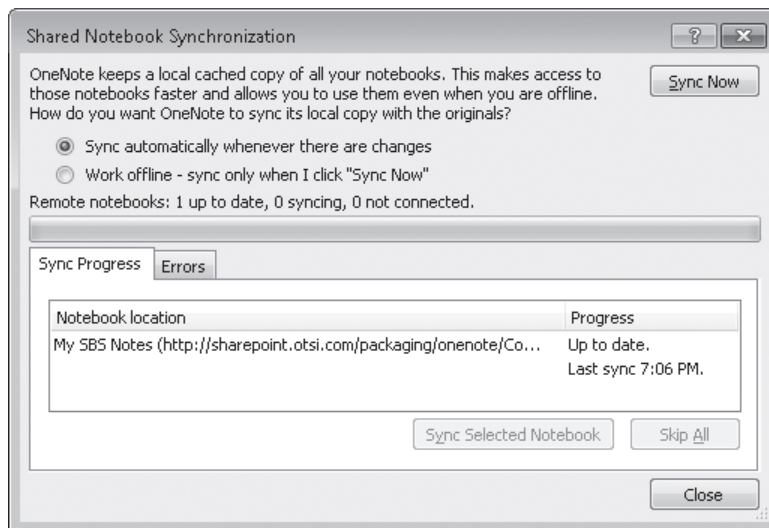 Shared Notebook Synchronization
OneNote keeps a local cached copy of all your notebooks. This makes access to
those notebooks faster and allows you to use them even when you are offline.
How do you want OneNote to sync its local copy with the originals?
Sync Now
Sync automatically whenever there are changes
Work offline - sync only when I click "Sync Now"
Remote notebooks: 1 up to date, 0 syncing, 0 not connected.
Sync Progress Errors
Notebook location Progress
My SBS Notes (http://sharepoint.otsi.com/packaging/onenote/Co... Up to date.
Last sync 7:06 PM.
Sync Selected Notebook Skip All
Close